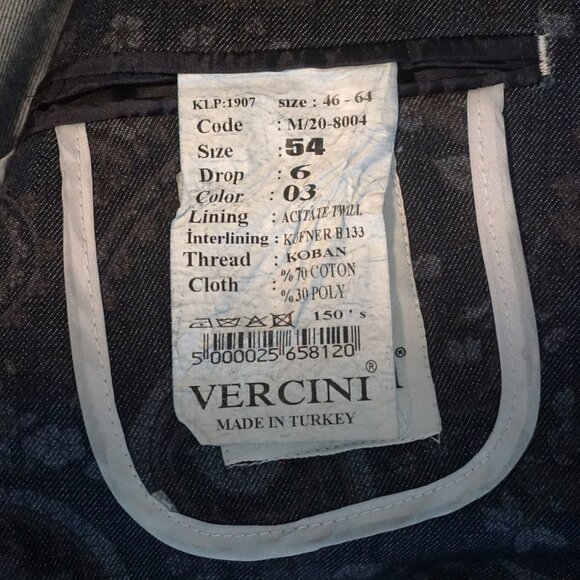 KLP:1907 SIZE : 46 - 64
Code : M/20-8004
Size : 54
Drop : 6
Color : 03
Lining : ACITATE TWILL
İnterlining : KUFNER B 133
Thread : KOBAN
Cloth : %70 COTON
%30 POLY
150's
5 000025 658120
VERCINI ®
MADE IN TURKEY
®